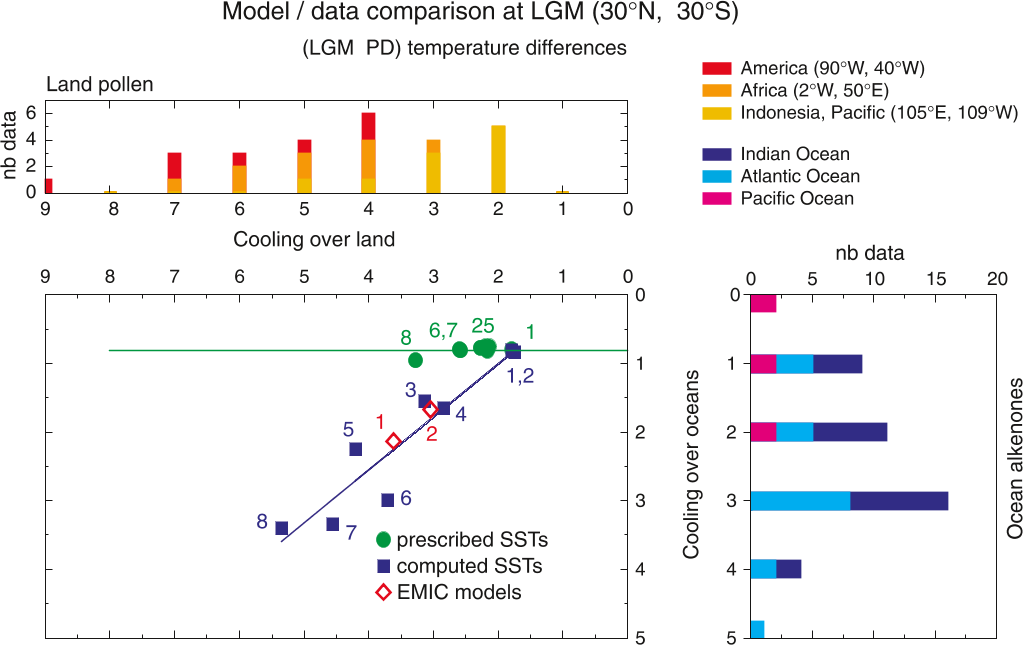 Model / data comparison at LGM (30°N, 30°S)
(LGM PD) temperature differences
America (90°W, 40°W)
Africa (2°W, 50°E)
Indonesia, Pacific (105°E, 109°W)
Indian Ocean
Atlantic Ocean
Pacific Ocean
Land pollen
nb data
6
4
2
0
9 8 7 6 5 4 3 2 1 0
Cooling over land
9 8 7 6 5 4 3 2 1 0
0
1
2
3
4
5
Cooling over oceans
8 6,7 25 1
1,2
3
4
1
2
5
6
8
7
prescribed SSTs
computed SSTs
EMIC models
nb data
0 5 10 15 20
0
1
2
3
4
5
Ocean alkenones